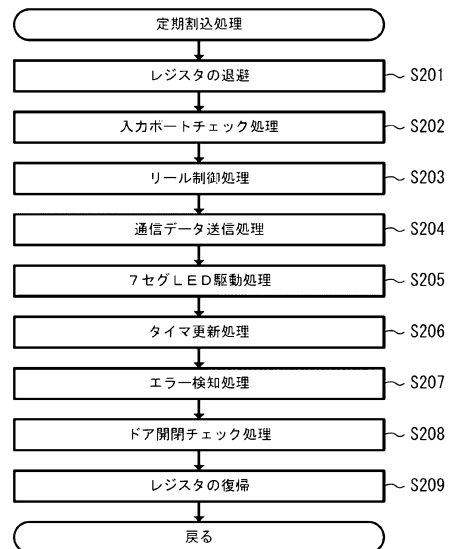 定期割込処理
レジスタの退避 S201
入力ポートチェック処理 S202
リール制御処理 S203
通信データ送信処理 S204
７セグＬＥＤ駆動処理 S205
タイマ更新処理 S206
エラー検知処理 S207
ドア開閉チェック処理 S208
レジスタの復帰 S209
戻る